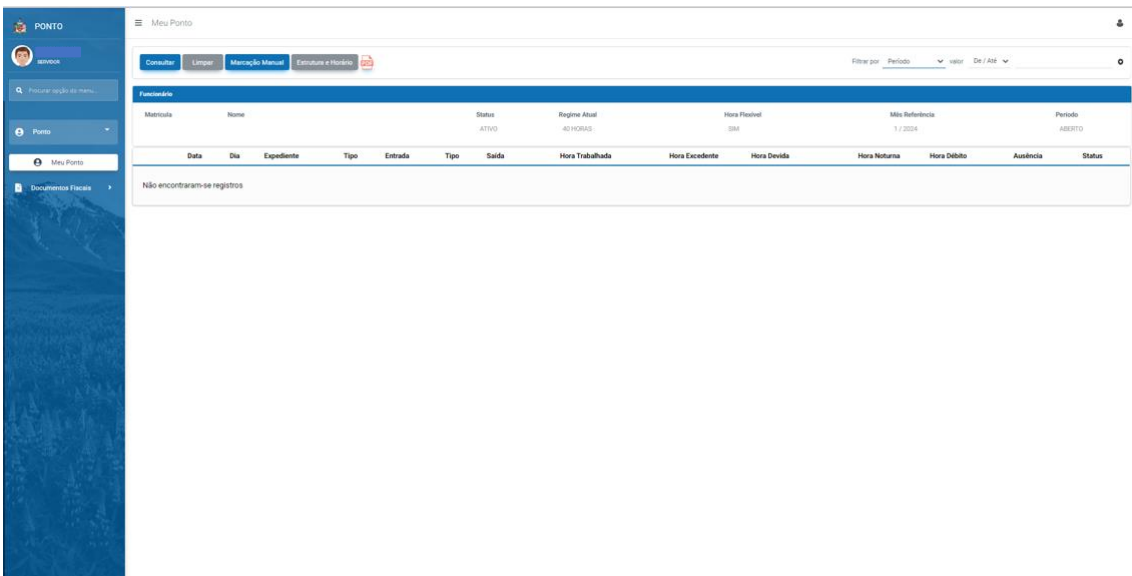 PONTO
Meu Ponto
SERVIDOR
Consultar Limpar Marcação Manual Estrutura e Horário PDF
Filtrar por Período valor De / Até
Procurar opção do menu...
Funcionário
Matrícula Nome Status Regime Atual Hora Flexível Mês Referência Período
ATIVO 40 HORAS SIM 1 / 2024 ABERTO
Ponto
Data Dia Expediente Tipo Entrada Tipo Saída Hora Trabalhada Hora Excedente Hora Devida Hora Noturna Hora Débito Ausência Status
Meu Ponto
Não encontraram-se registros
Documentos Fiscais